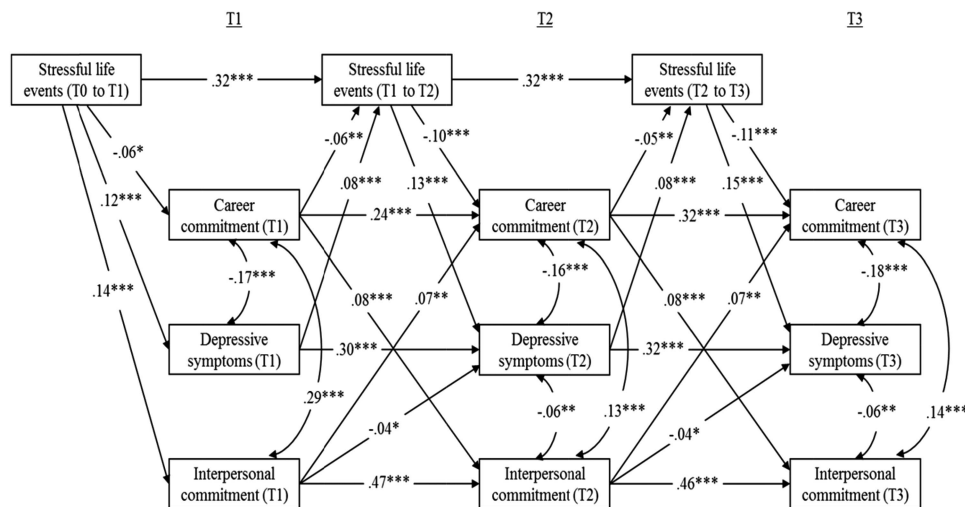 T1 T2 T3
Stressful life
events (T0 to T1)
.32***
Stressful life
events (T1 to T2)
.32***
Stressful life
events (T2 to T3)
-.06*
-.06**
-.10***
-.05**
-.11***
.12***
.08***
.13***
.08***
.15***
Career
commitment (T1)
.24***
Career
commitment (T2)
.32***
Career
commitment (T3)
.14***
-.17***
.08***
.07**
-.16***
.08***
.07**
-.18***
Depressive
symptoms (T1)
.30***
Depressive
symptoms (T2)
.32***
Depressive
symptoms (T3)
.29***
-.04*
-.06**
.13***
-.04*
-.06**
.14***
Interpersonal
commitment (T1)
.47***
Interpersonal
commitment (T2)
.46***
Interpersonal
commitment (T3)